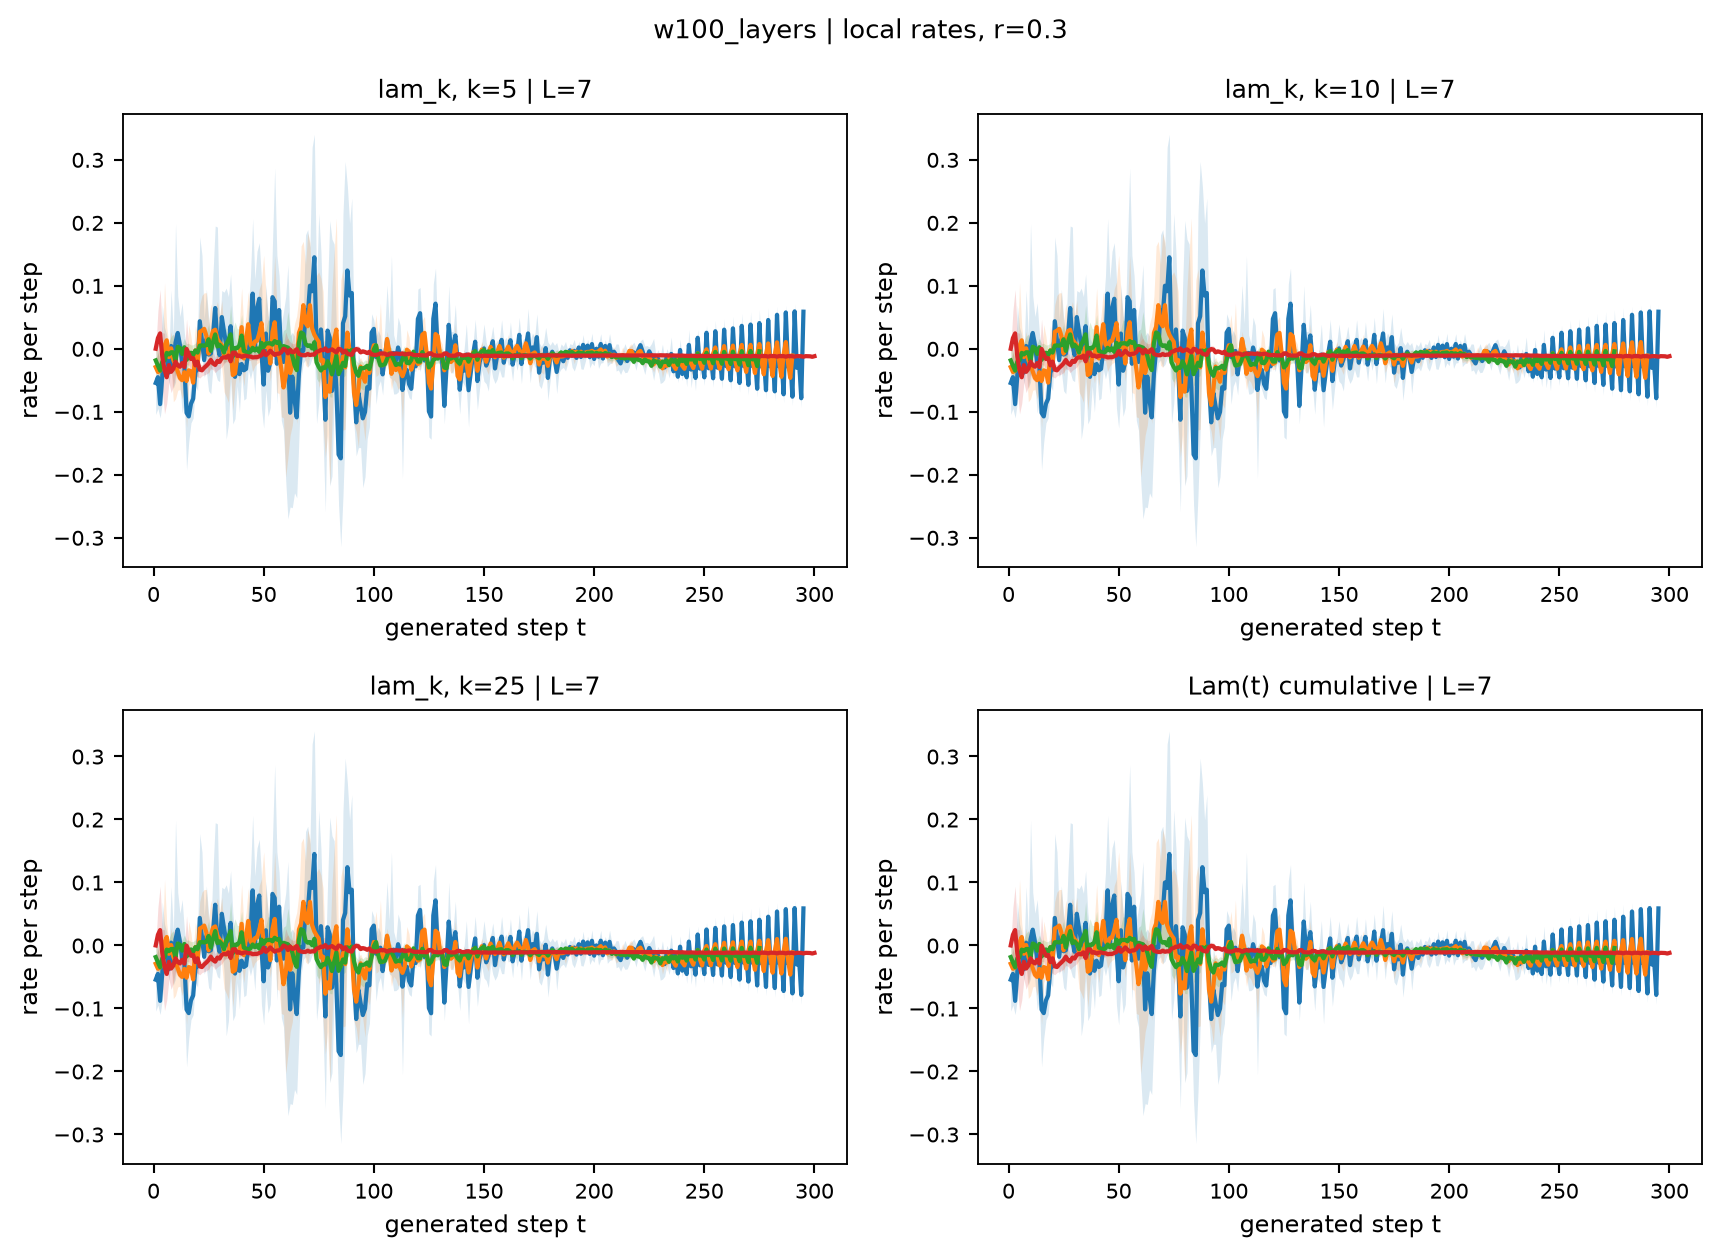 w100_layers | local rates, r=0.3
lam_k, k=5 | L=7
rate per step
0.3
0.2
0.1
0.0
−0.1
−0.2
−0.3
0 50 100 150 200 250 300
generated step t
lam_k, k=10 | L=7
rate per step
0.3
0.2
0.1
0.0
−0.1
−0.2
−0.3
0 50 100 150 200 250 300
generated step t
lam_k, k=25 | L=7
rate per step
0.3
0.2
0.1
0.0
−0.1
−0.2
−0.3
0 50 100 150 200 250 300
generated step t
Lam(t) cumulative | L=7
rate per step
0.3
0.2
0.1
0.0
−0.1
−0.2
−0.3
0 50 100 150 200 250 300
generated step t